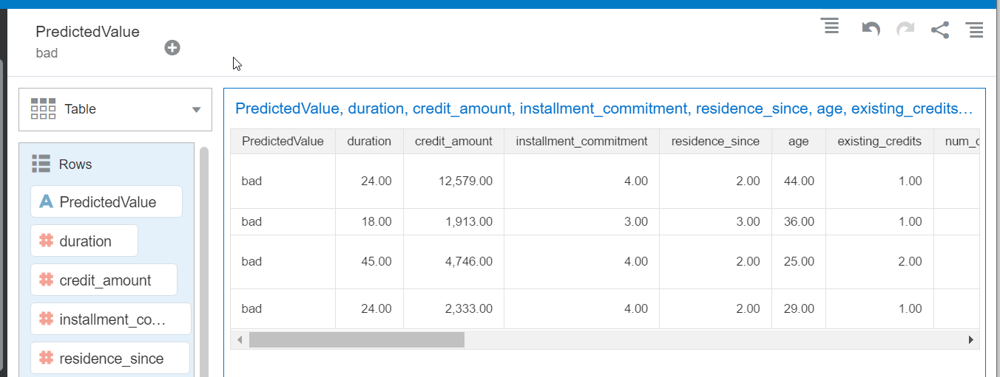 PredictedValue
bad
Table
PredictedValue, duration, credit_amount, installment_commitment, residence_since, age, existing_credits…
Rows
PredictedValue
duration
credit_amount
installment_co…
residence_since
PredictedValue duration credit_amount installment_commitment residence_since age existing_credits
bad 24.00 12,579.00 4.00 2.00 44.00 1.00
bad 18.00 1,913.00 3.00 3.00 36.00 1.00
bad 45.00 4,746.00 4.00 2.00 25.00 2.00
bad 24.00 2,333.00 4.00 2.00 29.00 1.00